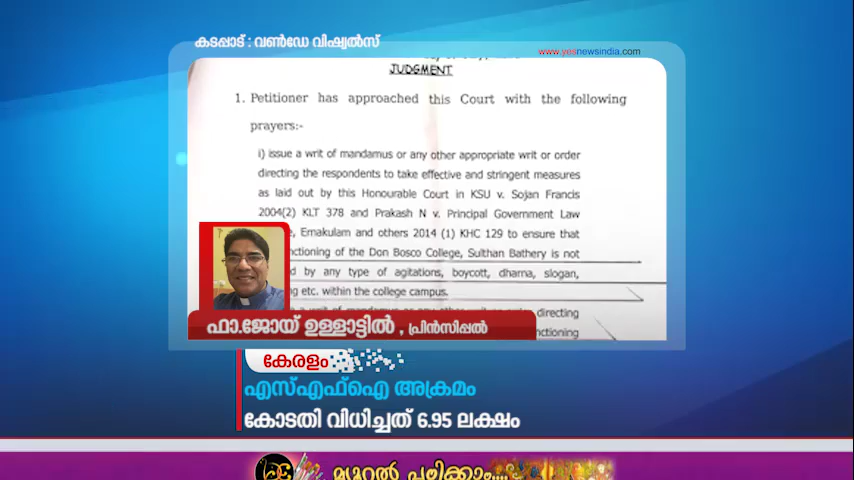 കടപ്പാട് : വൺഡേ വിഷ്വൽസ്
www.yesnewsindia.com
JUDGMENT
1. Petitioner has approached this Court with the following
prayers:-
i) issue a writ of mandamus or any other appropriate writ or order
directing the respondents to take effective and stringent measures
as laid out by this Honourable Court in KSU v. Sojan Francis
2004(2) KLT 378 and Prakash N v. Principal Government Law
Ernakulam and others 2014 (1) KHC 129 to ensure that
of the Don Bosco College, Sulthan Bathery is not
by any type of agitations, boycott, dharna, slogan,
etc. within the college campus.
directing
ഫാ.ജോയ് ഉള്ളാട്ടിൽ , പ്രിൻസിപ്പൽ
കേരളം
എസ്എഫ്ഐ അക്രമം
കോടതി വിധിച്ചത് 6.95 ലക്ഷം
മ്യൂറൽ പഠിക്കാം....